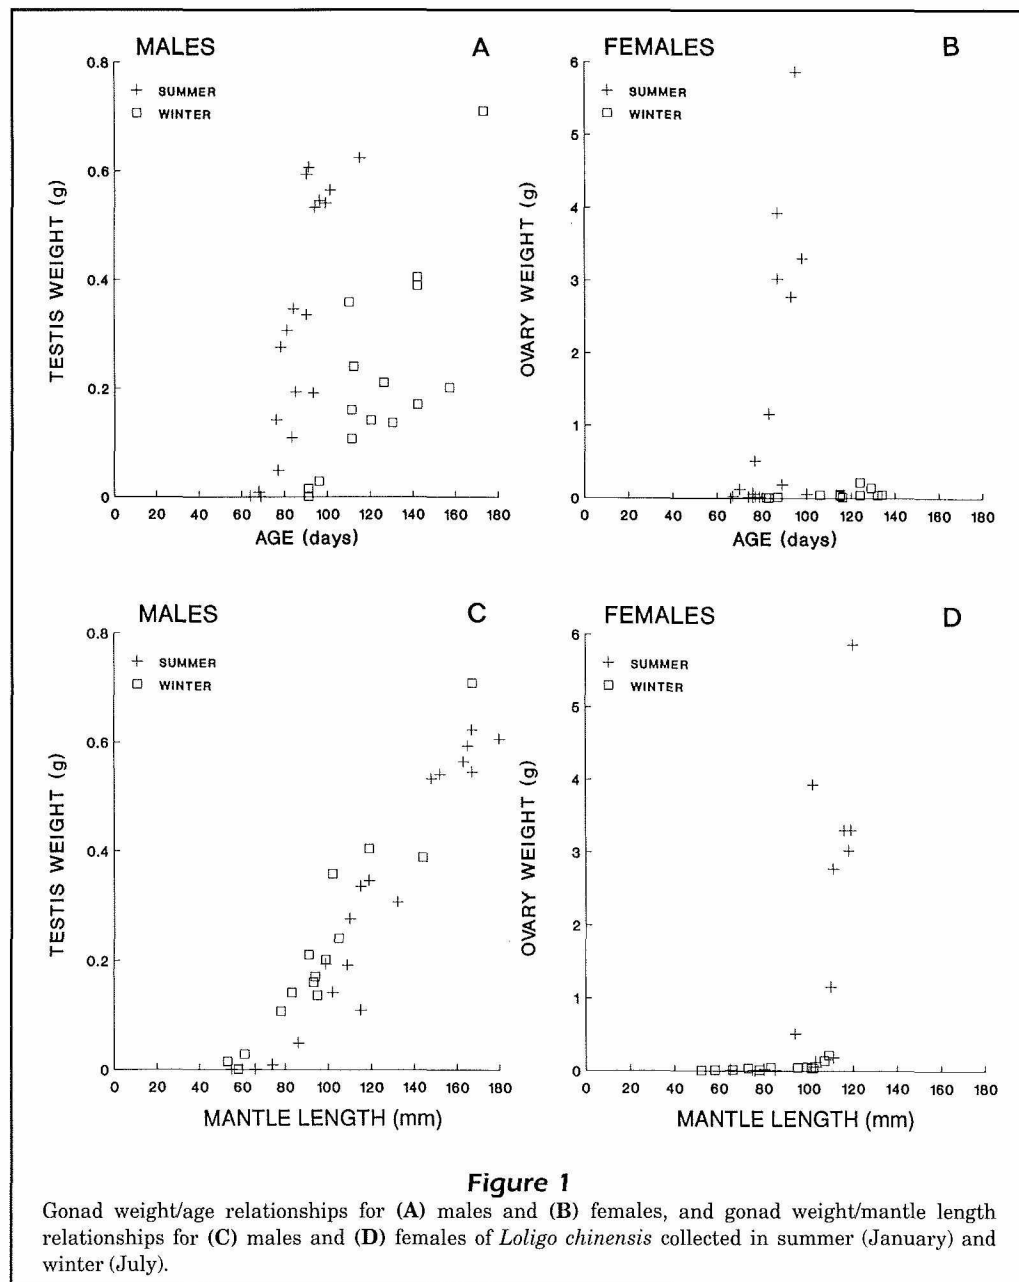 MALES A
+ SUMMER
□ WINTER
TESTIS WEIGHT (g)
0.8
0.6
0.4
0.2
0
0 20 40 60 80 100 120 140 160 180
AGE (days)
FEMALES B
+ SUMMER
□ WINTER
OVARY WEIGHT (g)
6
5
4
3
2
1
0
0 20 40 60 80 100 120 140 160 180
AGE (days)
MALES C
+ SUMMER
□ WINTER
TESTIS WEIGHT (g)
0.8
0.6
0.4
0.2
0
0 20 40 60 80 100 120 140 160 180
MANTLE LENGTH (mm)
FEMALES D
+ SUMMER
□ WINTER
OVARY WEIGHT (g)
6
5
4
3
2
1
0
0 20 40 60 80 100 120 140 160 180
MANTLE LENGTH (mm)
Figure 1
Gonad weight/age relationships for (A) males and (B) females, and gonad weight/mantle length
relationships for (C) males and (D) females of Loligo chinensis collected in summer (January) and
winter (July).